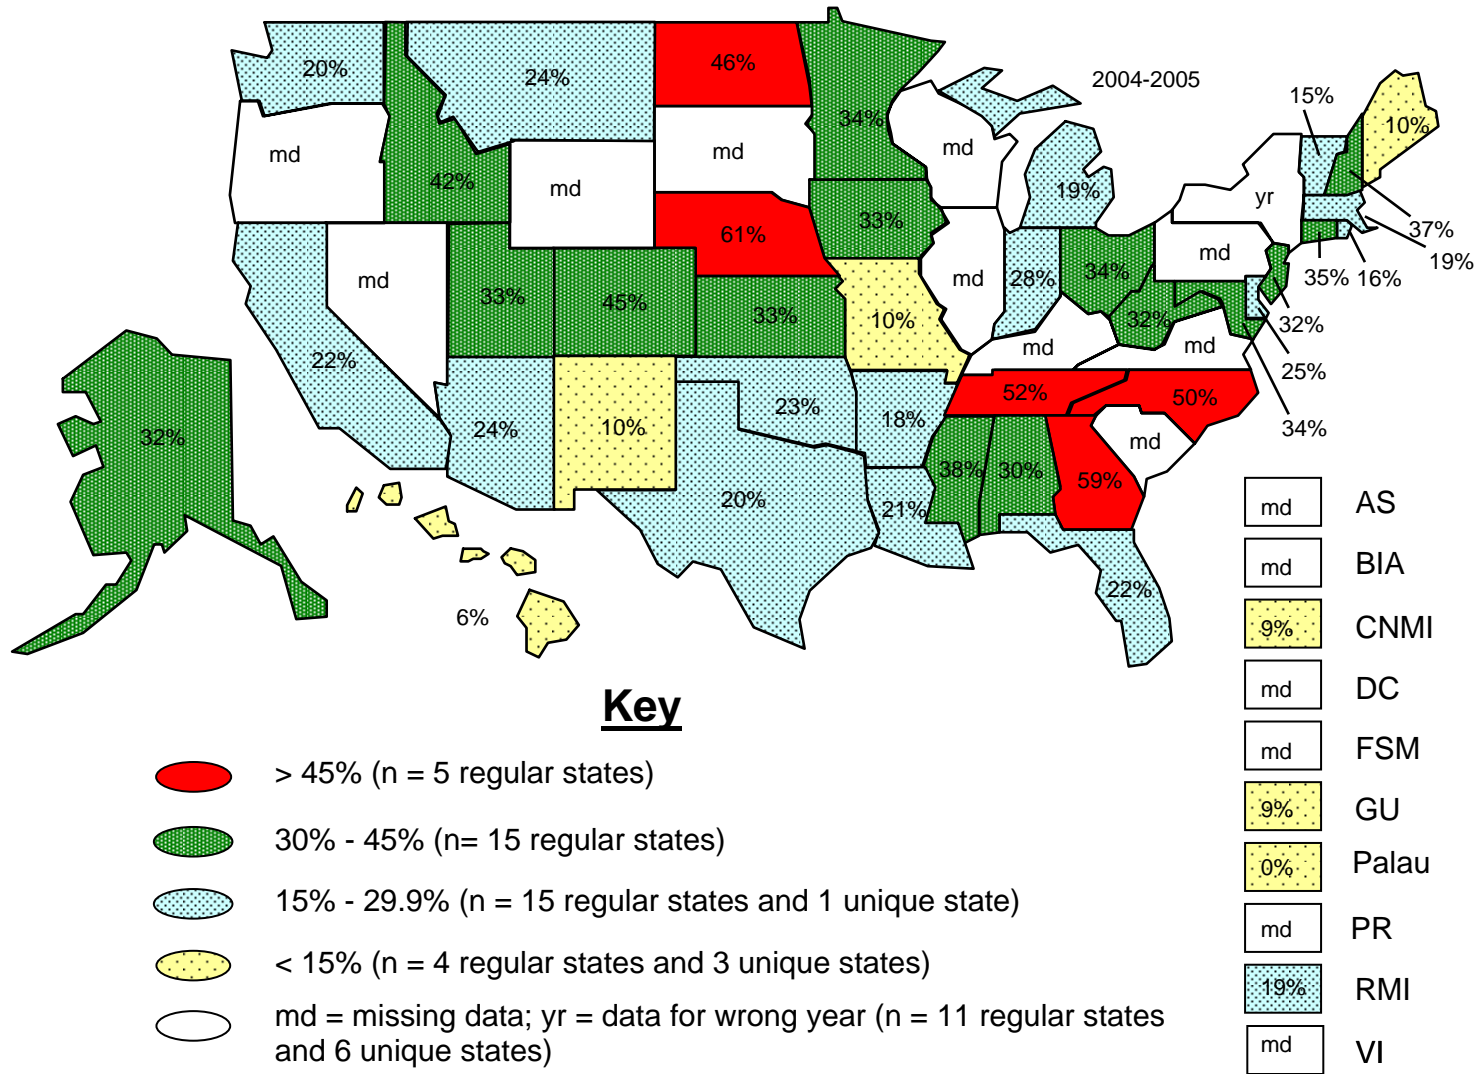 2004-2005
20%
24%
46%
34%
md
md
42%
md
md
19%
15%
10%
yr
37%
19%
35%
16%
md
33%
61%
md
33%
45%
33%
10%
md
28%
34%
32%
md
md
32%
25%
34%
22%
24%
10%
23%
18%
52%
50%
md
38%
30%
59%
20%
21%
22%
32%
6%
md AS
md BIA
9% CNMI
md DC
md FSM
9% GU
0% Palau
md PR
19% RMI
md VI
Key
> 45% (n = 5 regular states)
30% - 45% (n= 15 regular states)
15% - 29.9% (n = 15 regular states and 1 unique state)
< 15% (n = 4 regular states and 3 unique states)
md = missing data; yr = data for wrong year (n = 11 regular states
and 6 unique states)